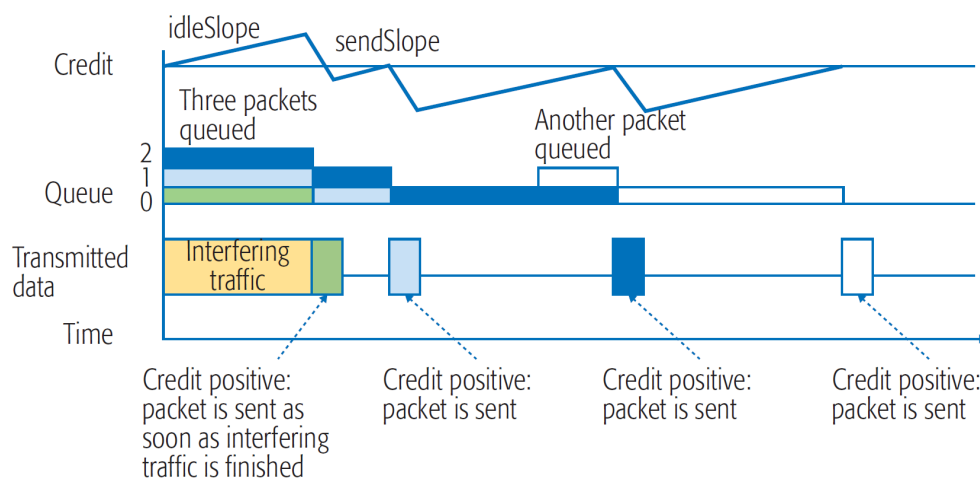 idleSlope
sendSlope
Credit
Three packets
queued
Another packet
queued
2
1
0
Queue
Interfering
traffic
Transmitted
data
Time
Credit positive:
packet is sent as
soon as interfering
traffic is finished
Credit positive:
packet is sent
Credit positive:
packet is sent
Credit positive:
packet is sent